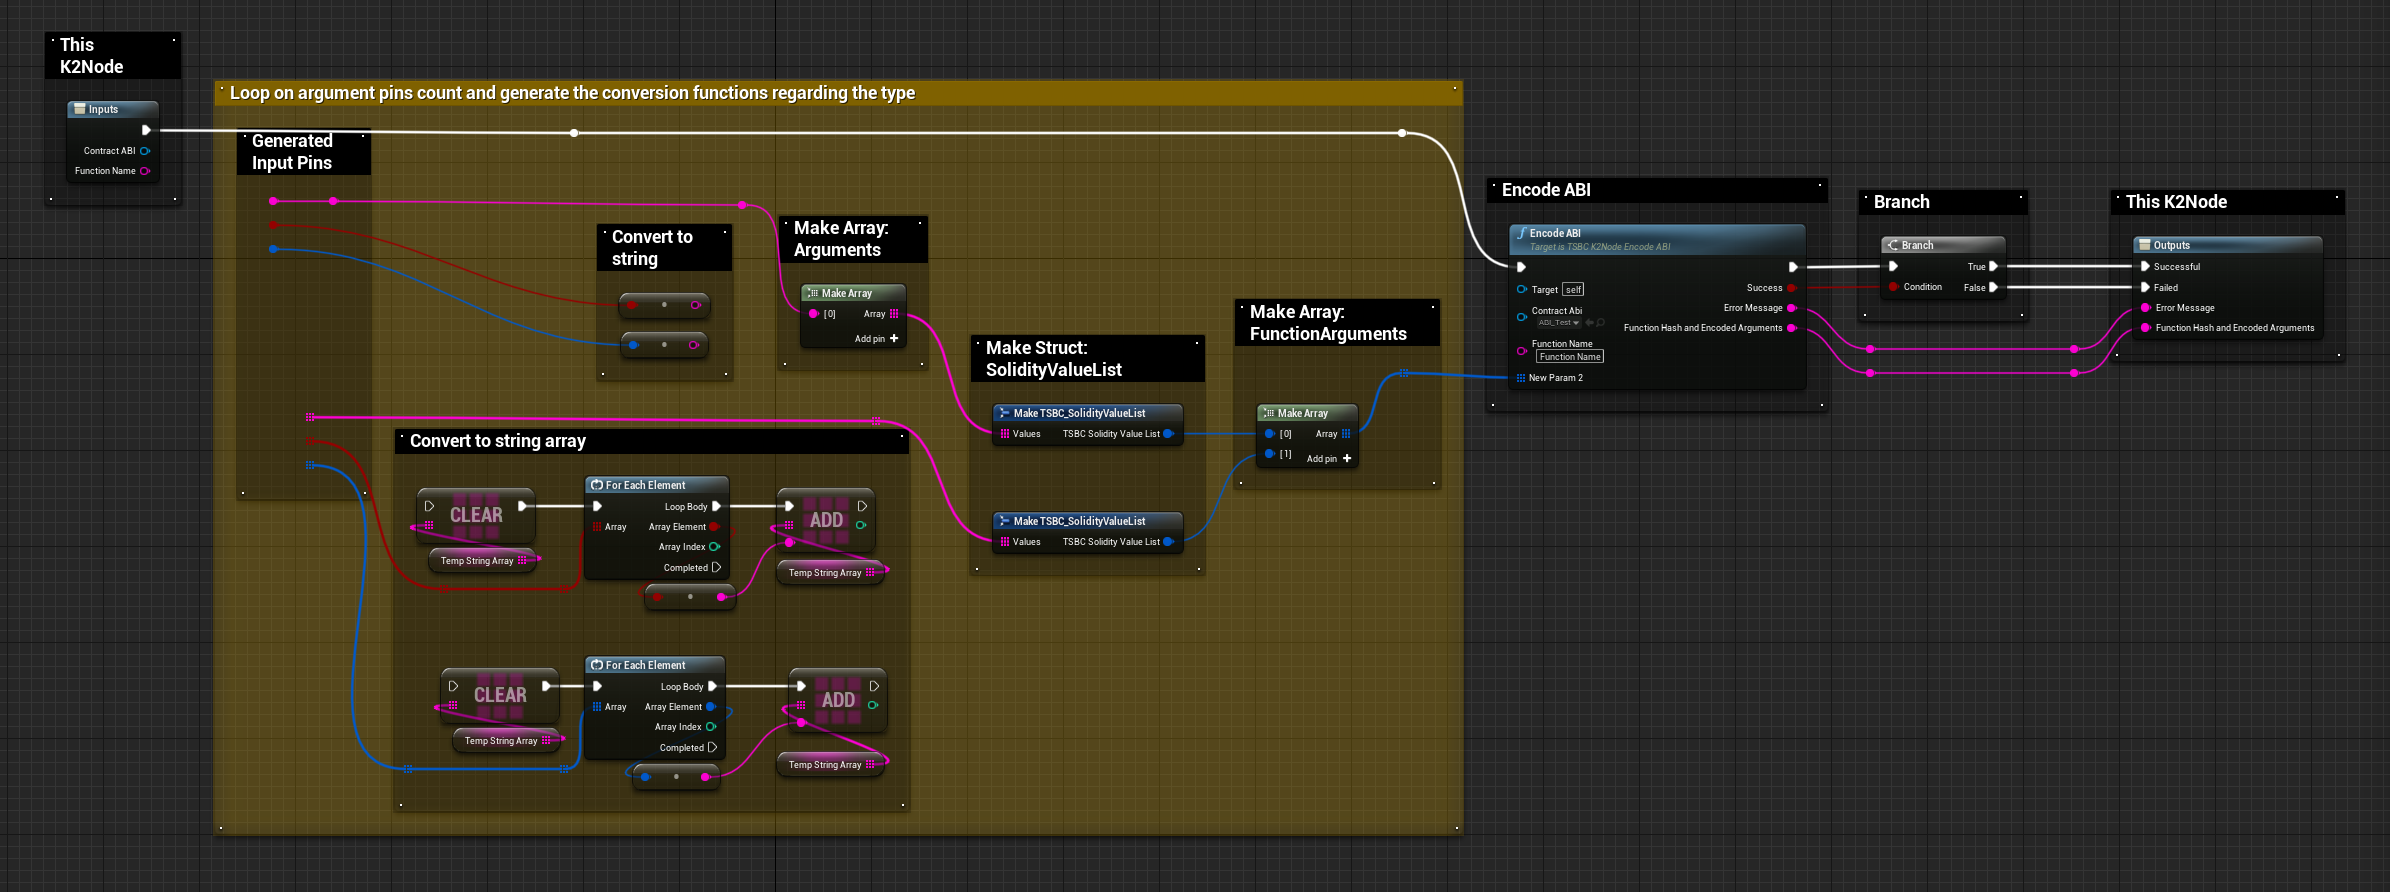 This
K2Node
Inputs
Contract ABI
Function Name
Loop on argument pins count and generate the conversion functions regarding the type
Generated
Input Pins
Convert to
string
Make Array:
Arguments
Make Array
[0]
Array
Add pin
Convert to string array
CLEAR
Temp String Array
For Each Element
Loop Body
Array
Array Element
Array Index
Completed
ADD
Temp String Array
CLEAR
Temp String Array
For Each Element
Loop Body
Array
Array Element
Array Index
Completed
ADD
Temp String Array
Make Struct:
SolidityValueList
Make TSBC_SolidityValueList
Values
TSBC Solidity Value List
Make TSBC_SolidityValueList
Values
TSBC Solidity Value List
Make Array:
FunctionArguments
Make Array
[0]
Array
[1]
Add pin
Encode ABI
Encode ABI
Target is TSBC K2Node Encode ABI
Target self
Success
Contract Abi
ABI_Test
Error Message
Function Hash and Encoded Arguments
Function Name
Function Name
New Param 2
Branch
Branch
True
Condition
False
This K2Node
Outputs
Successful
Failed
Error Message
Function Hash and Encoded Arguments